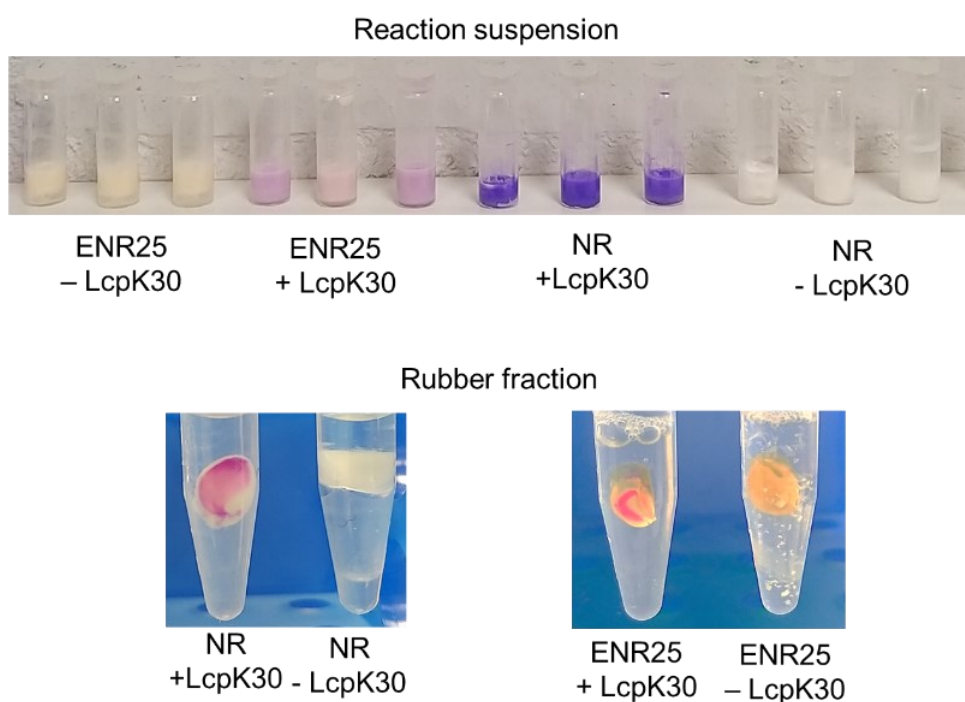 Reaction suspension
ENR25
– LcpK30
ENR25
+ LcpK30
NR
+LcpK30
NR
- LcpK30
Rubber fraction
NR
+LcpK30
NR
- LcpK30
ENR25
+ LcpK30
ENR25
– LcpK30